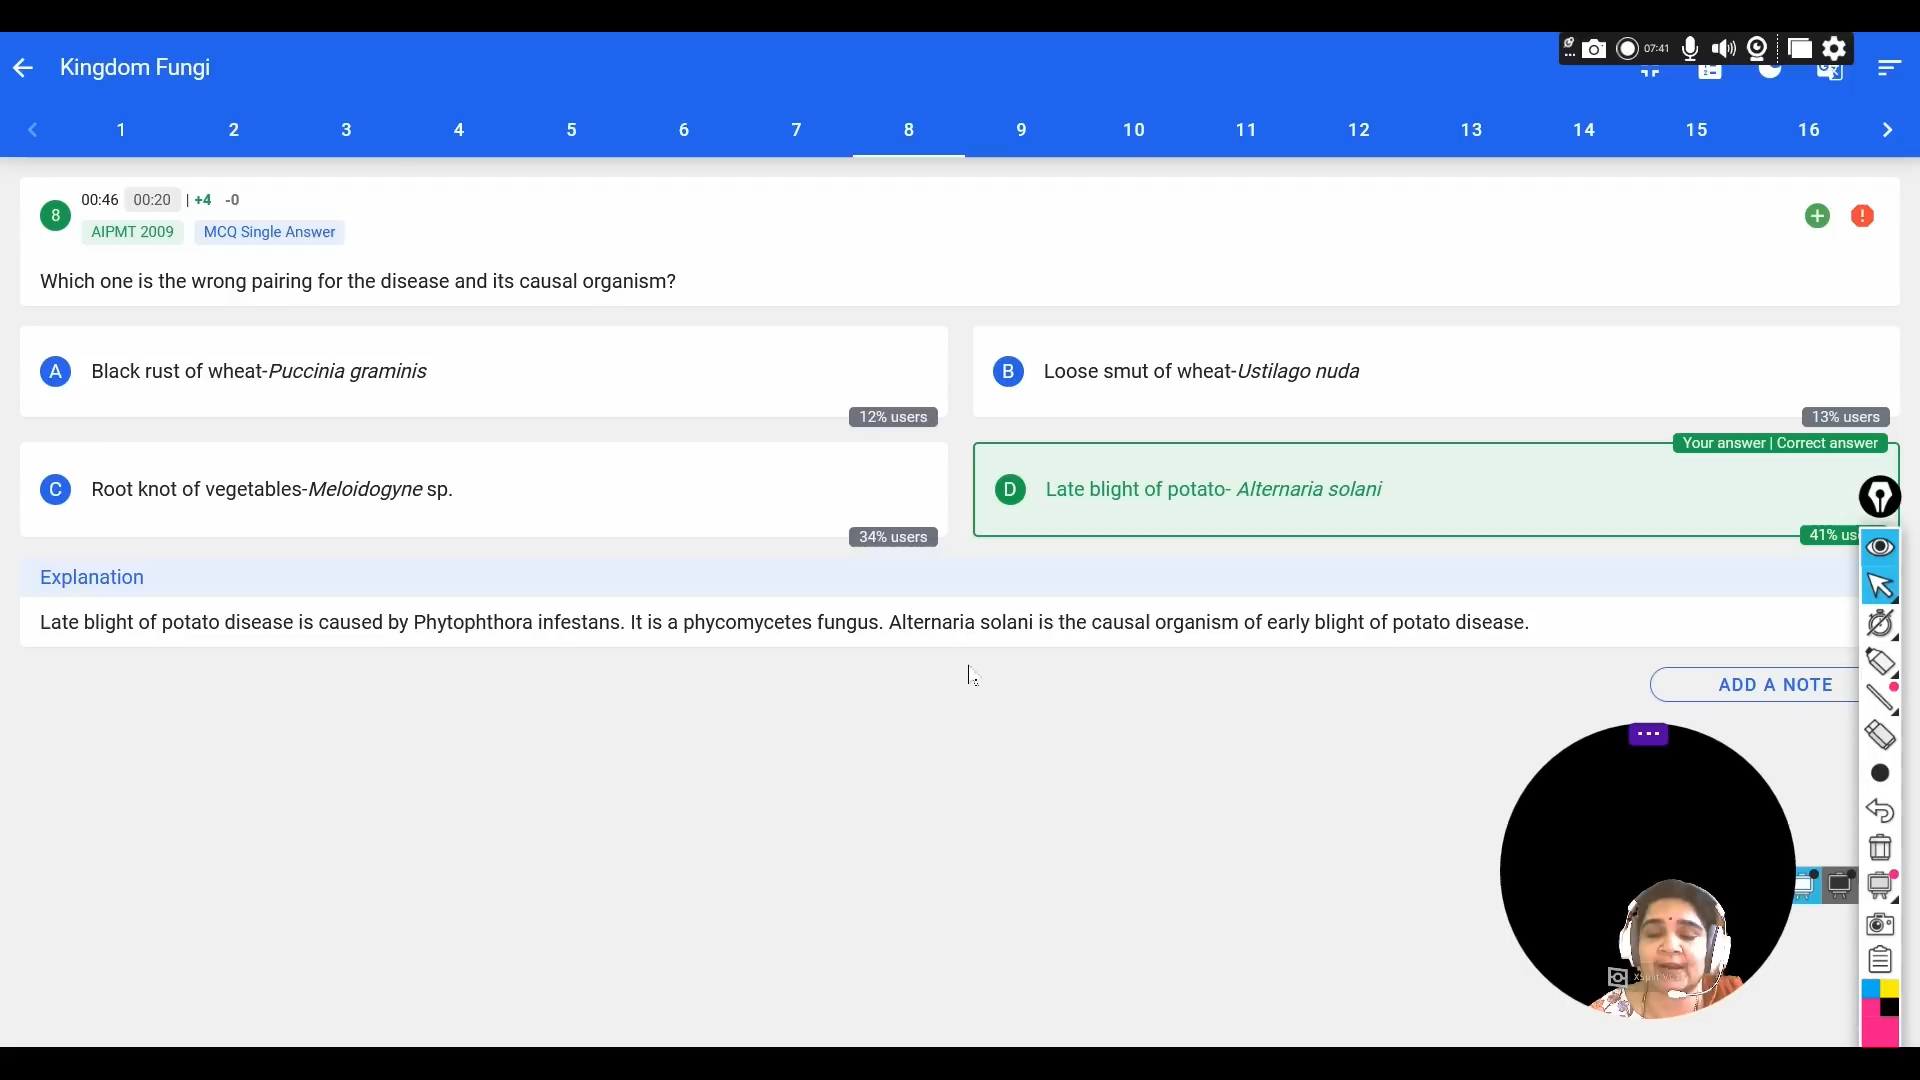 07:41
Kingdom Fungi
1 2 3 4 5 6 7 8 9 10 11 12 13 14 15 16
8
00:46 00:20 | +4 -0
AIPMT 2009 MCQ Single Answer
Which one is the wrong pairing for the disease and its causal organism?
A Black rust of wheat-Puccinia graminis
12% users
B Loose smut of wheat-Ustilago nuda
13% users
C Root knot of vegetables-Meloidogyne sp.
34% users
Your answer | Correct answer
D Late blight of potato- Alternaria solani
41% us
Explanation
Late blight of potato disease is caused by Phytophthora infestans. It is a phycomycetes fungus. Alternaria solani is the causal organism of early blight of potato disease.
ADD A NOTE